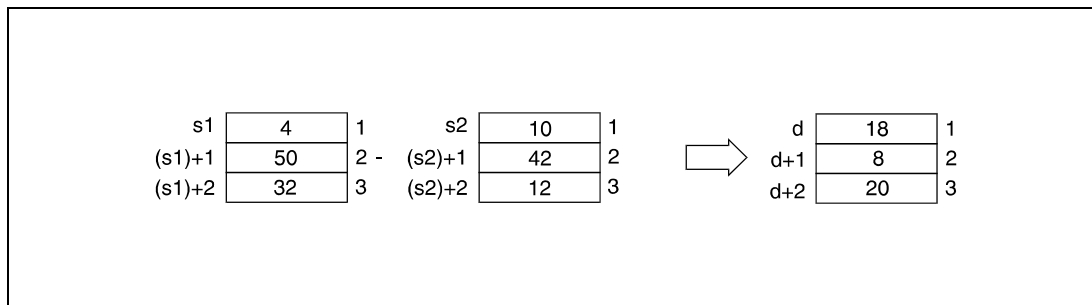 s1 4 1 s2 10 1 d 18 1
(s1)+1 50 2 - (s2)+1 42 2 d+1 8 2
(s1)+2 32 3 (s2)+2 12 3 d+2 20 3